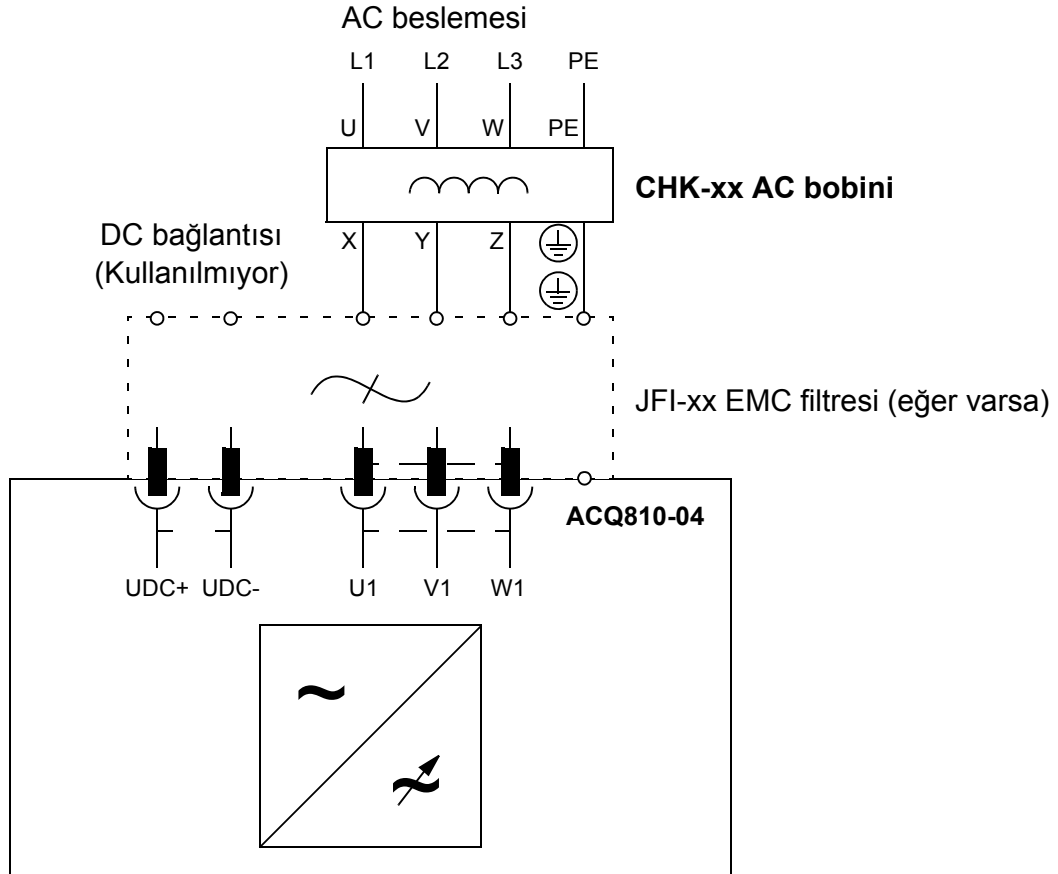 AC beslemesi
L1 L2 L3 PE
U V W PE
CHK-xx AC bobini
X Y Z
DC bağlantısı
(Kullanılmıyor)
JFI-xx EMC filtresi (eğer varsa)
ACQ810-04
UDC+ UDC- U1 V1 W1